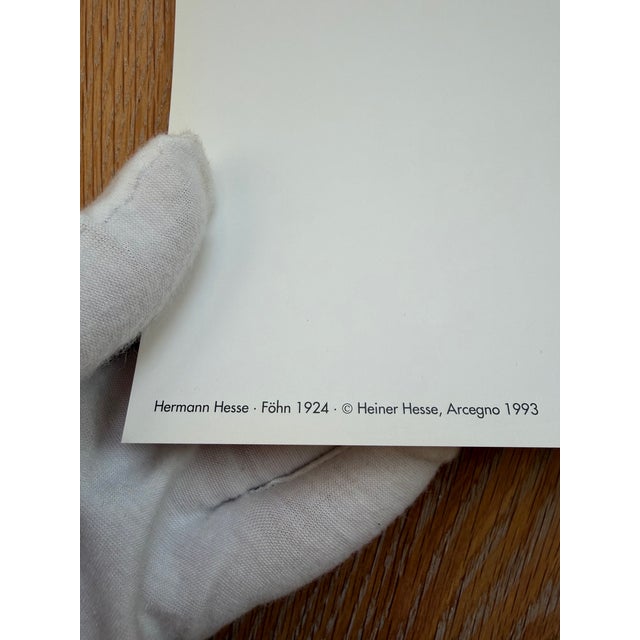 Hermann Hesse · Föhn 1924 · © Heiner Hesse, Arcegno 1993